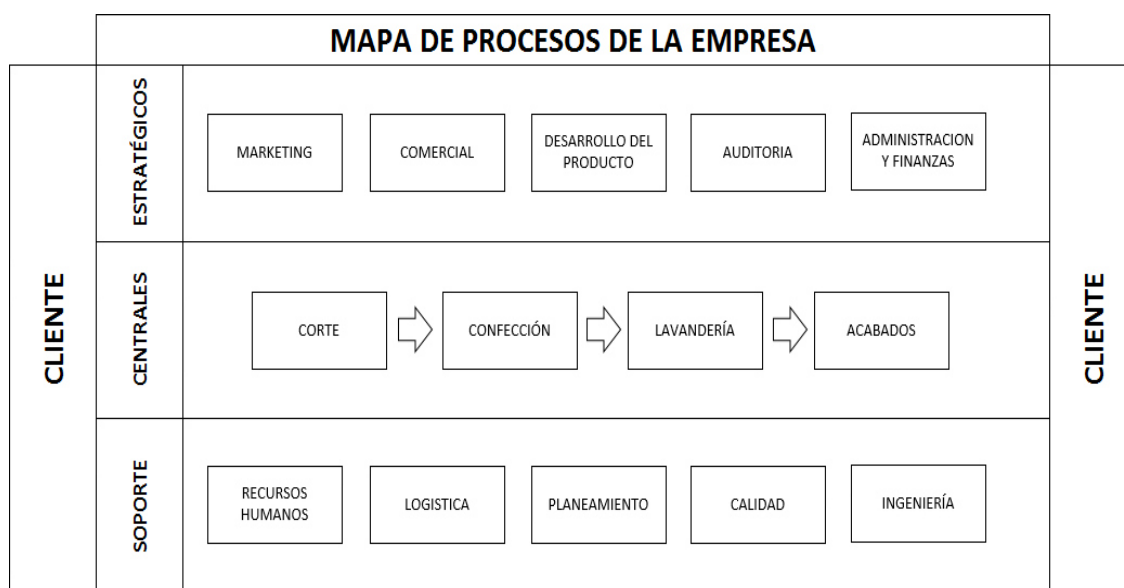 MAPA DE PROCESOS DE LA EMPRESA
CLIENTE
ESTRATÉGICOS
MARKETING
COMERCIAL
DESARROLLO DEL
PRODUCTO
AUDITORIA
ADMINISTRACION
Y FINANZAS
CENTRALES
CORTE
CONFECCIÓN
LAVANDERÍA
ACABADOS
SOPORTE
RECURSOS
HUMANOS
LOGISTICA
PLANEAMIENTO
CALIDAD
INGENIERÍA
CLIENTE